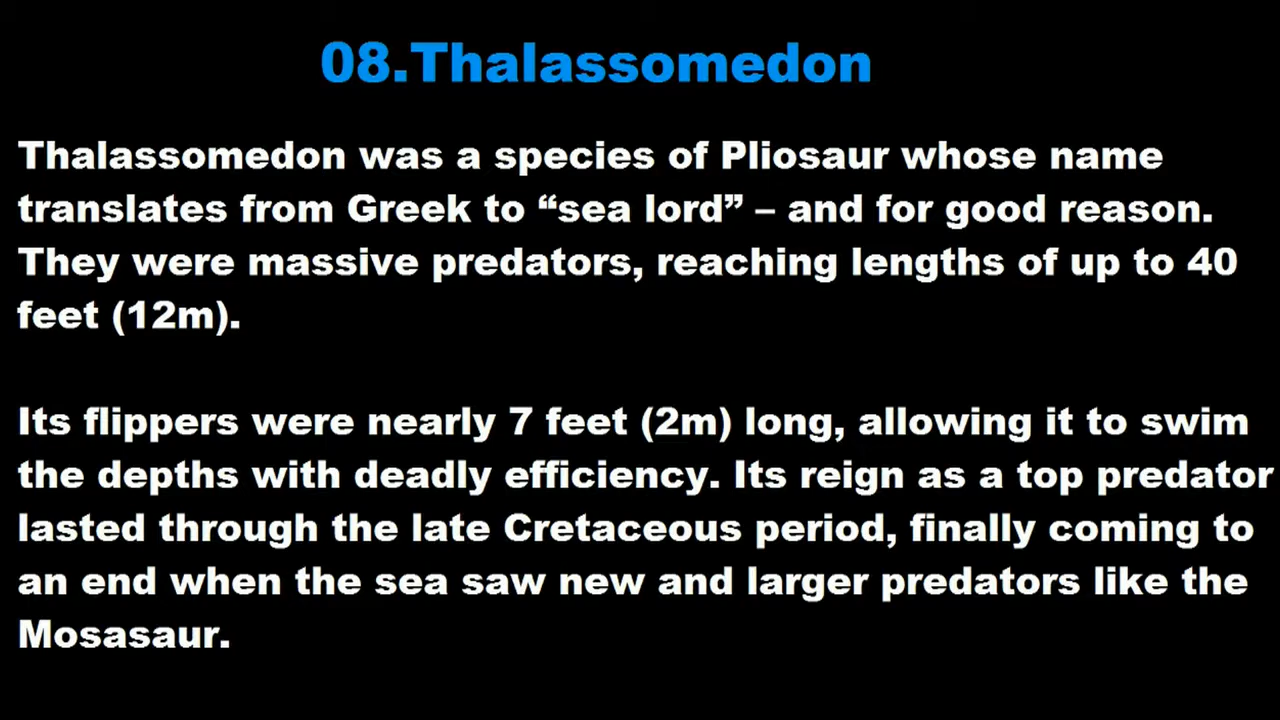 08.Thalassomedon
Thalassomedon was a species of Pliosaur whose name
translates from Greek to “sea lord” – and for good reason.
They were massive predators, reaching lengths of up to 40
feet (12m).
Its flippers were nearly 7 feet (2m) long, allowing it to swim
the depths with deadly efficiency. Its reign as a top predator
lasted through the late Cretaceous period, finally coming to
an end when the sea saw new and larger predators like the
Mosasaur.